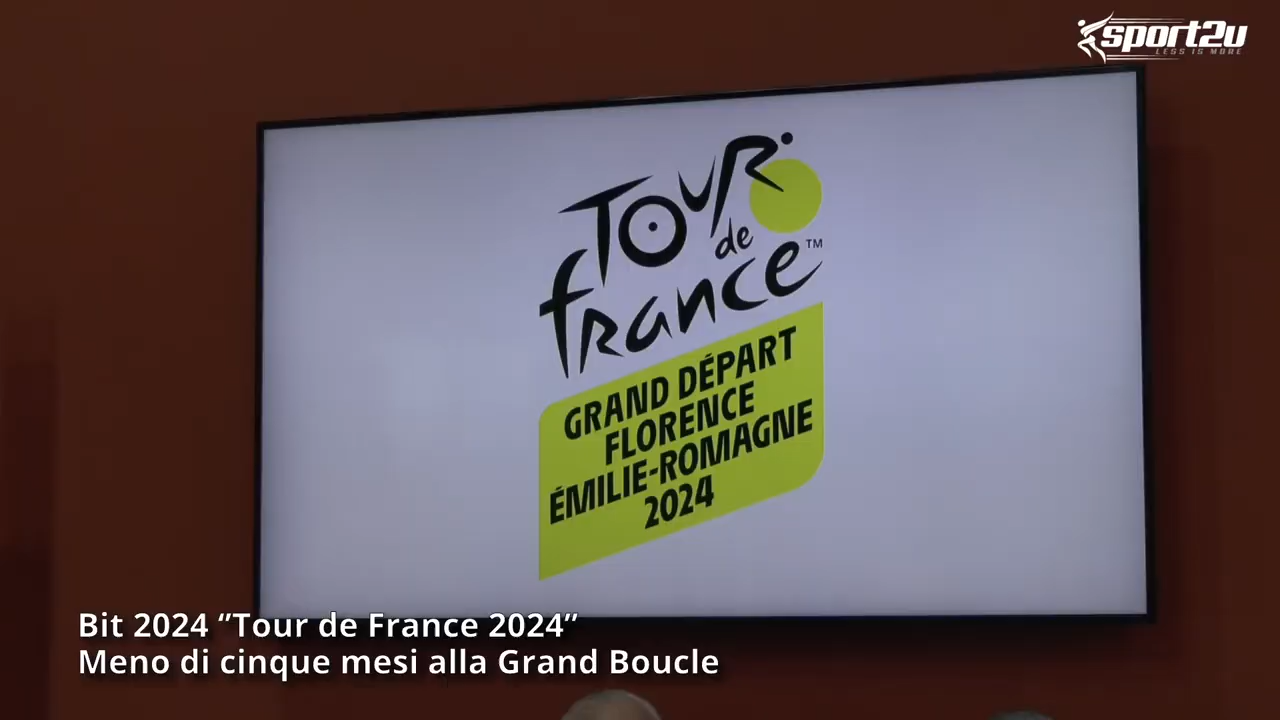 sport2u
LESS IS MORE
TOUR
de
france™
GRAND DÉPART
FLORENCE
ÉMILIE-ROMAGNE
2024
Bit 2024 “Tour de France 2024”
Meno di cinque mesi alla Grand Boucle